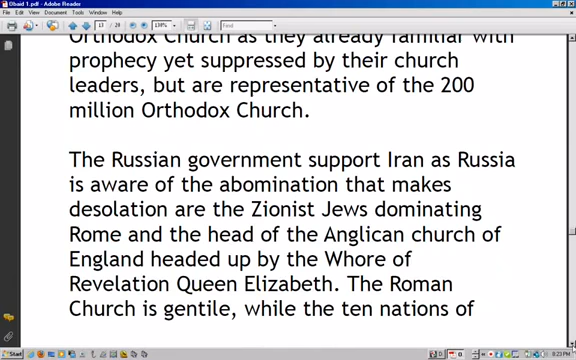 Obaid 1.pdf - Adobe Reader
File Edit View Document Tools Window Help
13 / 29 138% Find
Orthodox Church as they already familiar with
prophecy yet suppressed by their church
leaders, but are representative of the 200
million Orthodox Church.
The Russian government support Iran as Russia
is aware of the abomination that makes
desolation are the Zionist Jews dominating
Rome and the head of the Anglican church of
England headed up by the Whore of
Revelation Queen Elizabeth. The Roman
Church is gentile, while the ten nations of
Start 8:23 PM